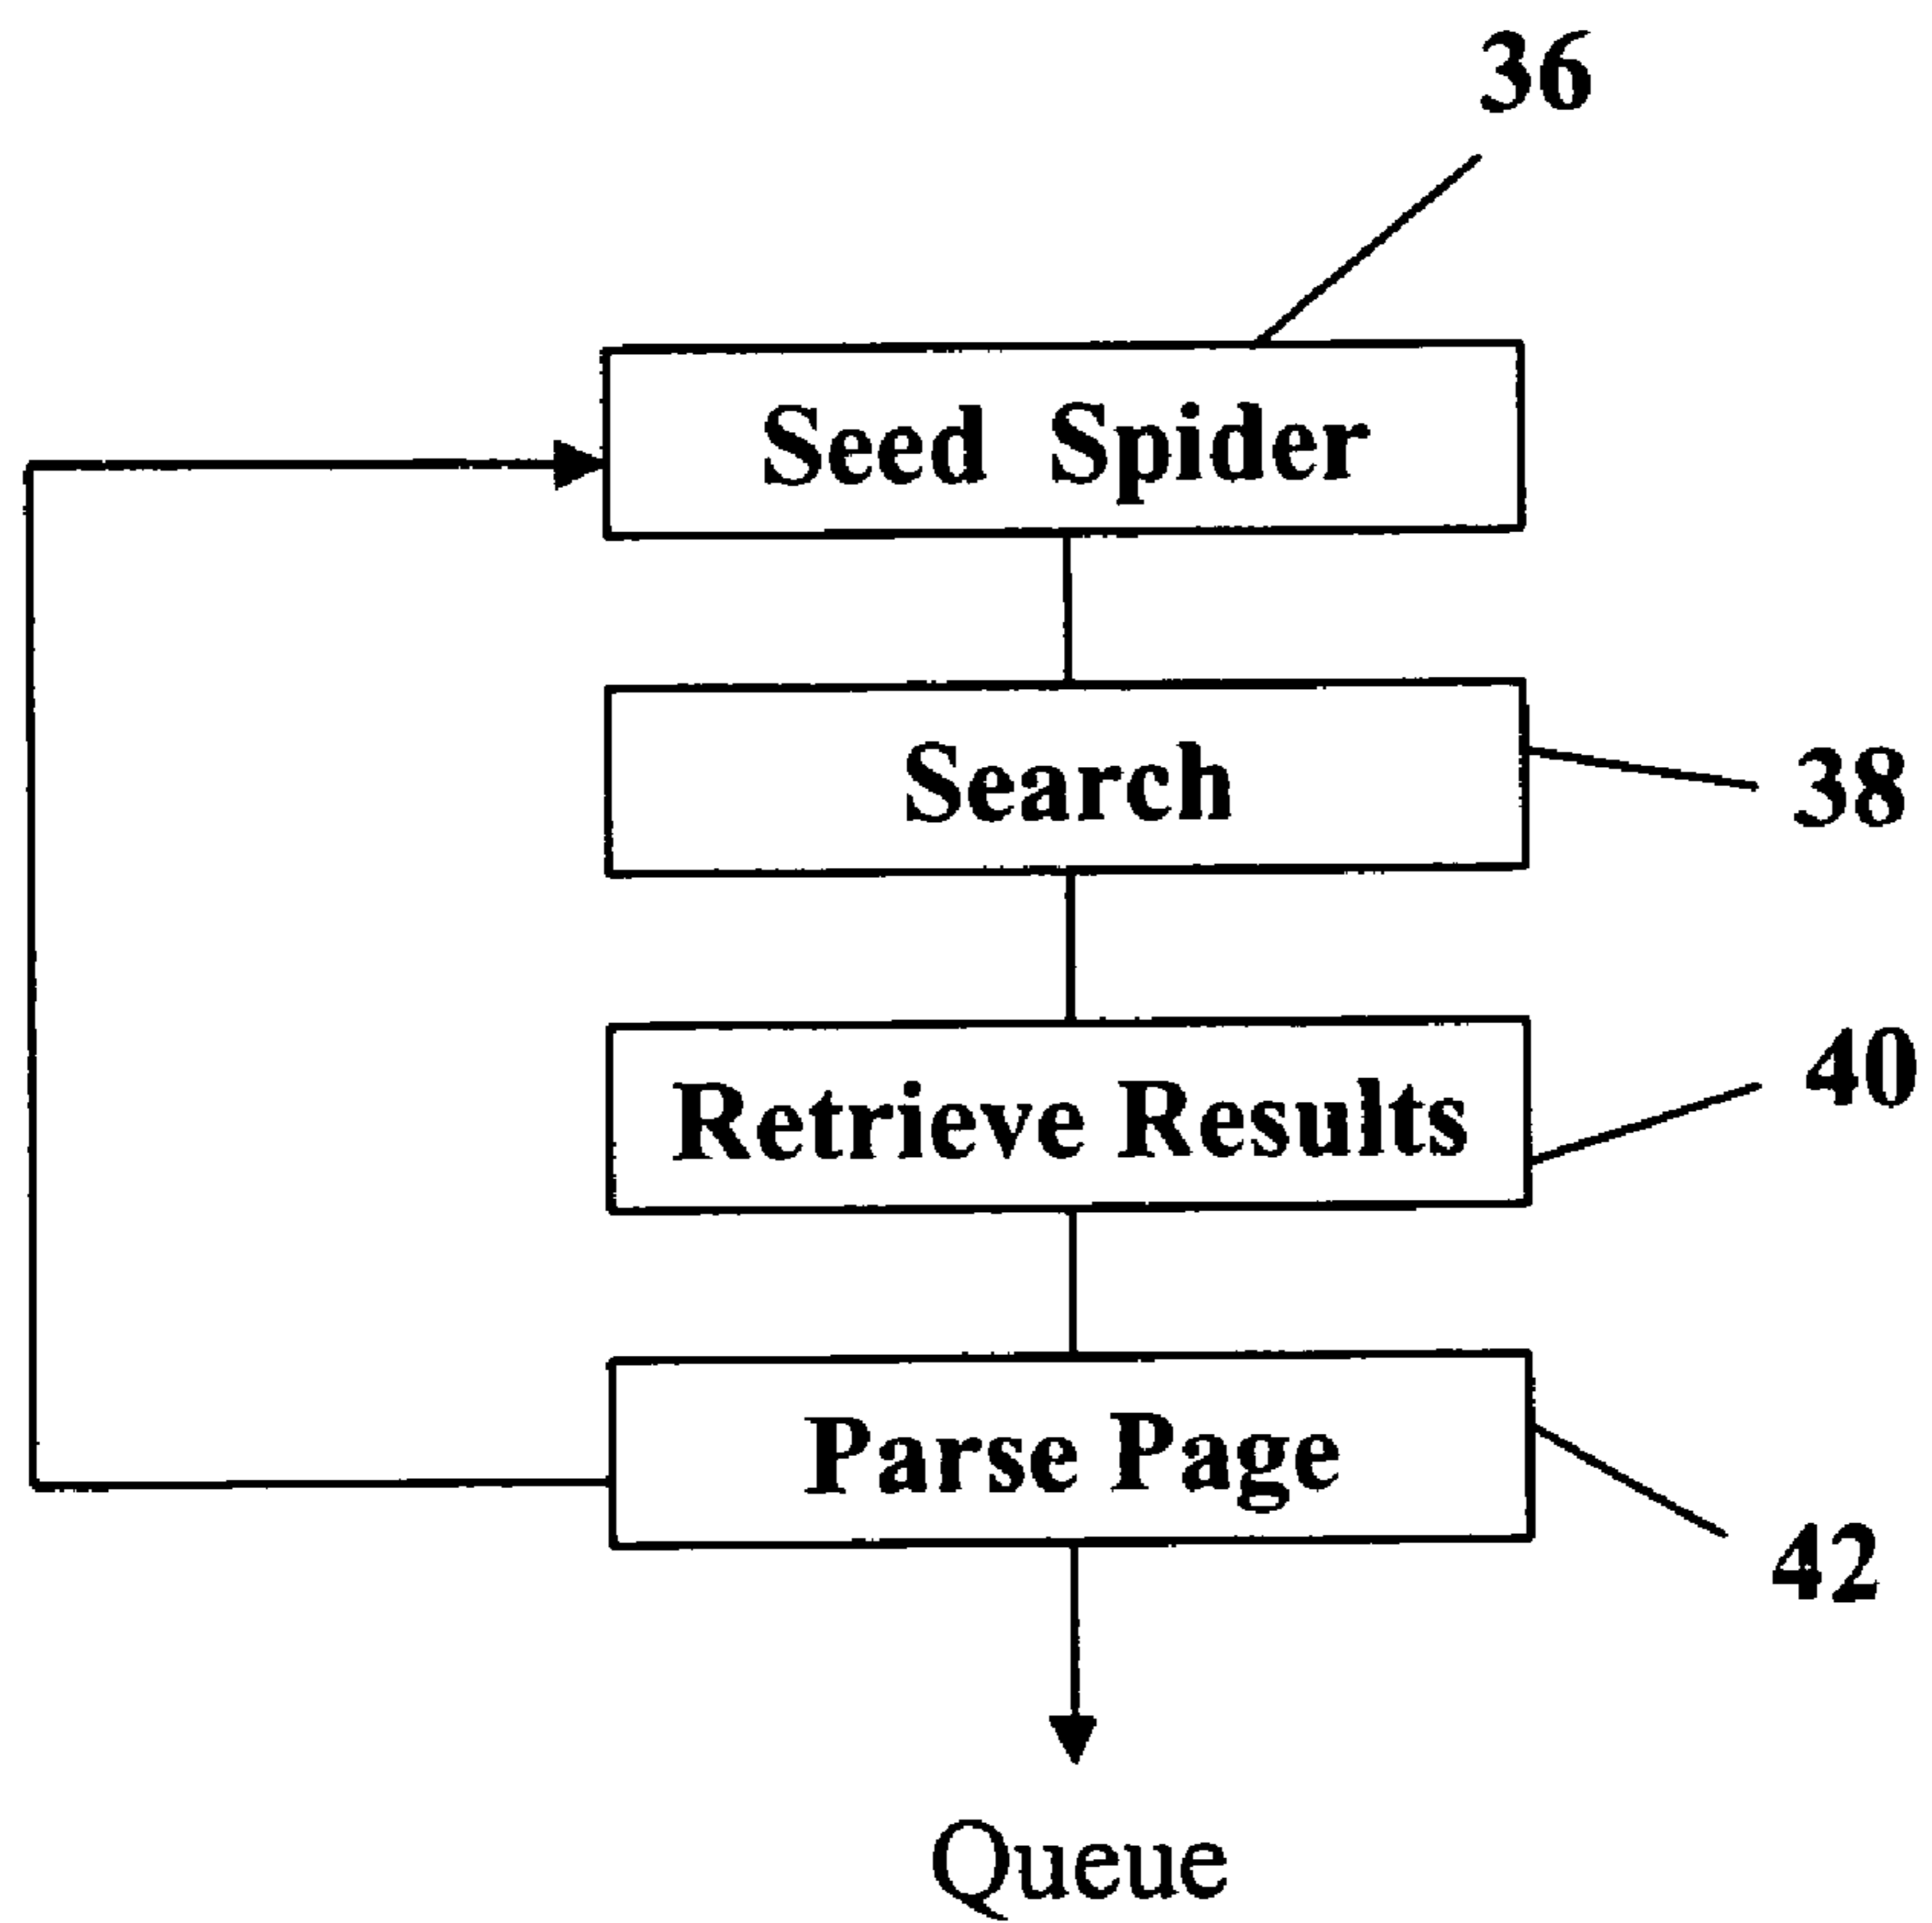 36
Seed Spider
Search
38
Retrieve Results
40
Parse Page
42
Queue